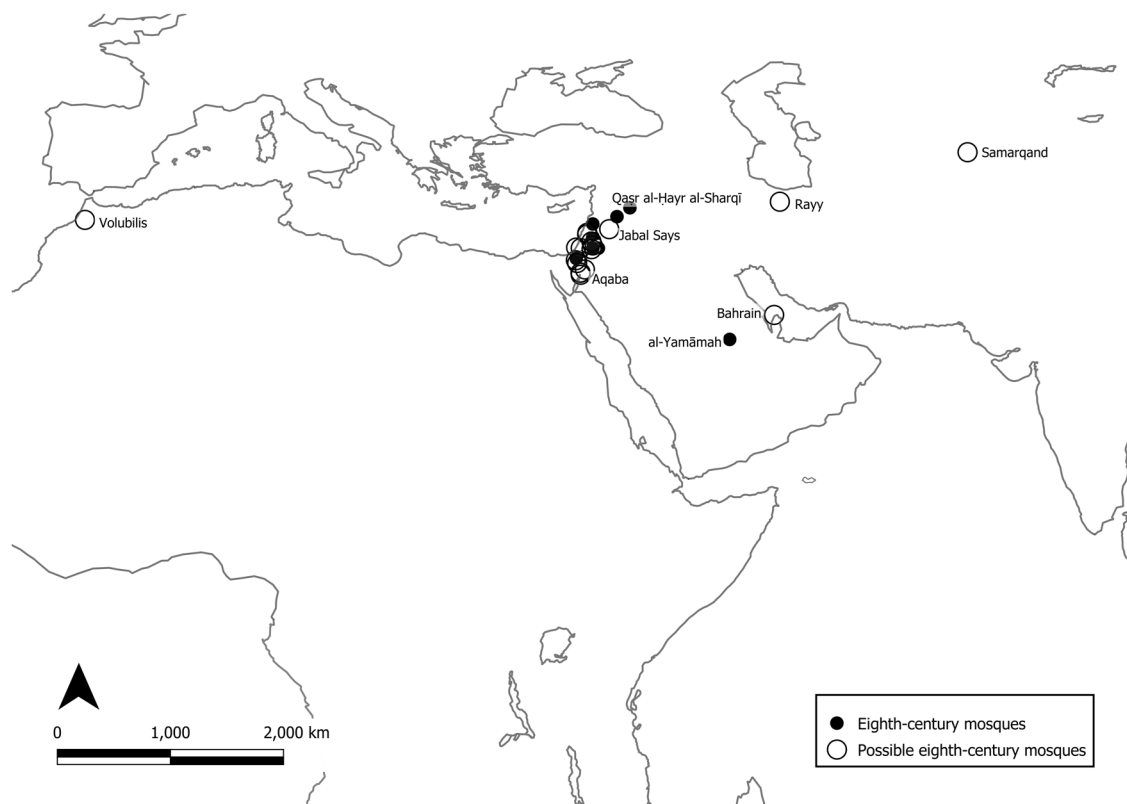 Samarqand
Qaṣr al-Ḥayr al-Sharqī
Rayy
Volubilis
Jabal Says
Aqaba
Bahrain
al-Yamāmah
0 1,000 2,000 km
Eighth-century mosques
Possible eighth-century mosques